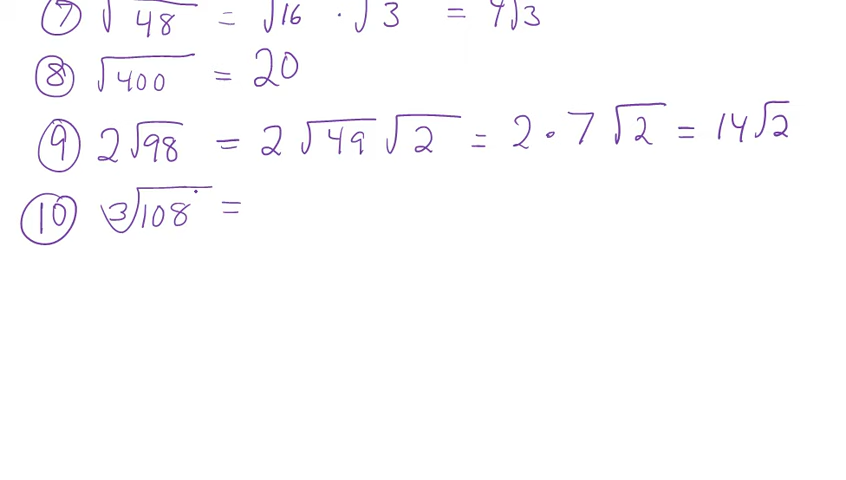 ⑦ √48 = √16 · √3 = 4√3
⑧ √400 = 20
⑨ 2√98 = 2√49 √2 = 2 • 7 √2 = 14√2
⑩ ∛108 =